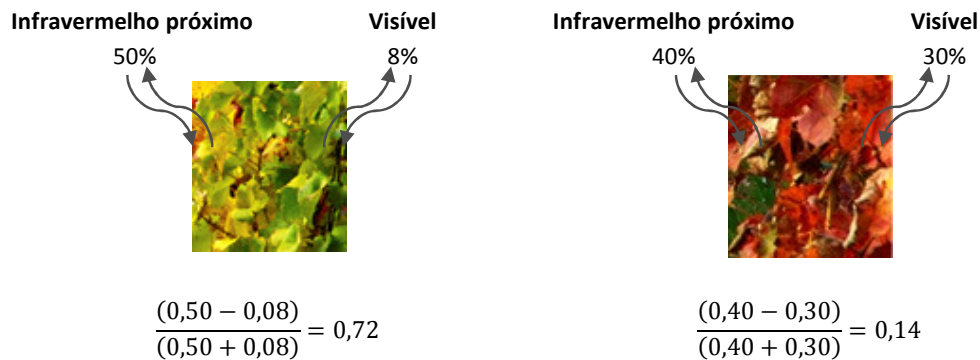 Infravermelho próximo Visível
50% 8%
(0,50 − 0,08)
(0,50 + 0,08)
= 0,72
Infravermelho próximo Visível
40% 30%
(0,40 − 0,30)
(0,40 + 0,30)
= 0,14